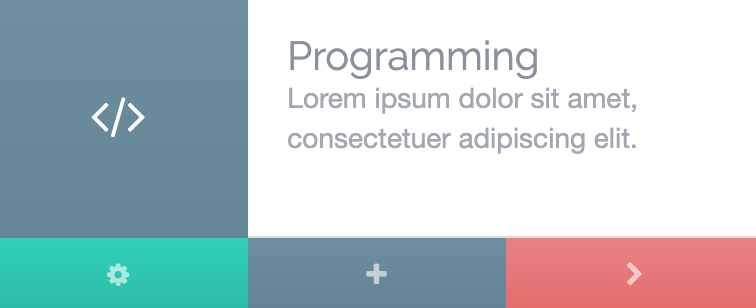 Programming
Lorem ipsum dolor sit amet,
consectetuer adipiscing elit.